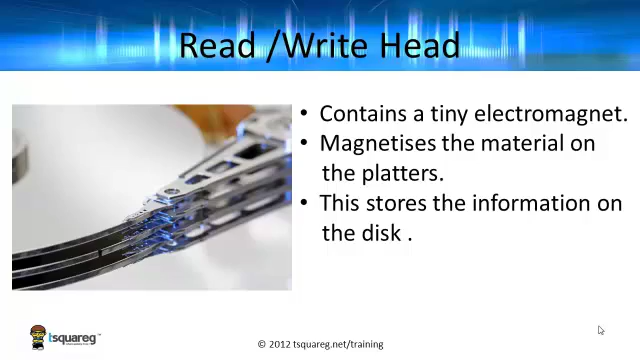 Read /Write Head
• Contains a tiny electromagnet.
• Magnetises the material on
the platters.
• This stores the information on
the disk .
tsquareg™
© 2012 tsquareg.net/training